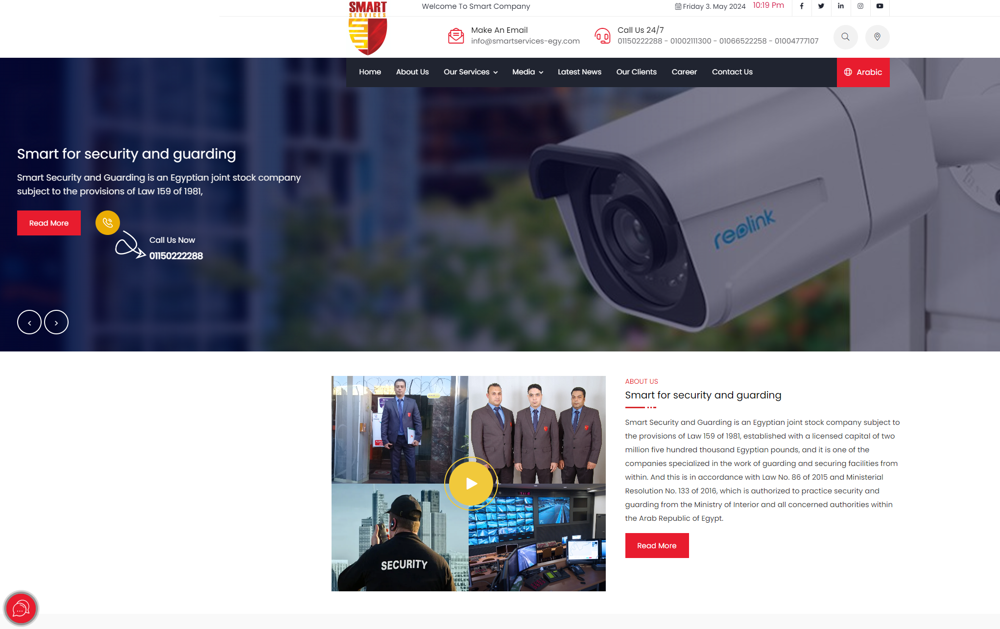 SMART
SERVICES
Welcome To Smart Company
Friday 3. May 2024
10:19 Pm
Make An Email
info@smartservices-egy.com
Call Us 24/7
01150222288 - 01002111300 - 01066522258 - 01004777107
Home
About Us
Our Services
Media
Latest News
Our Clients
Career
Contact Us
Arabic
Smart for security and guarding
Smart Security and Guarding is an Egyptian joint stock company
subject to the provisions of Law 159 of 1981,
Read More
Call Us Now
01150222288
reolink
ABOUT US
Smart for security and guarding
Smart Security and Guarding is an Egyptian joint stock company subject to
the provisions of Law 159 of 1981, established with a licensed capital of two
million five hundred thousand Egyptian pounds, and it is one of the
companies specialized in the work of guarding and securing facilities from
within. And this is in accordance with Law No. 86 of 2015 and Ministerial
Resolution No. 133 of 2016, which is authorized to practice security and
guarding from the Ministry of Interior and all concerned authorities within
the Arab Republic of Egypt.
Read More
SECURITY